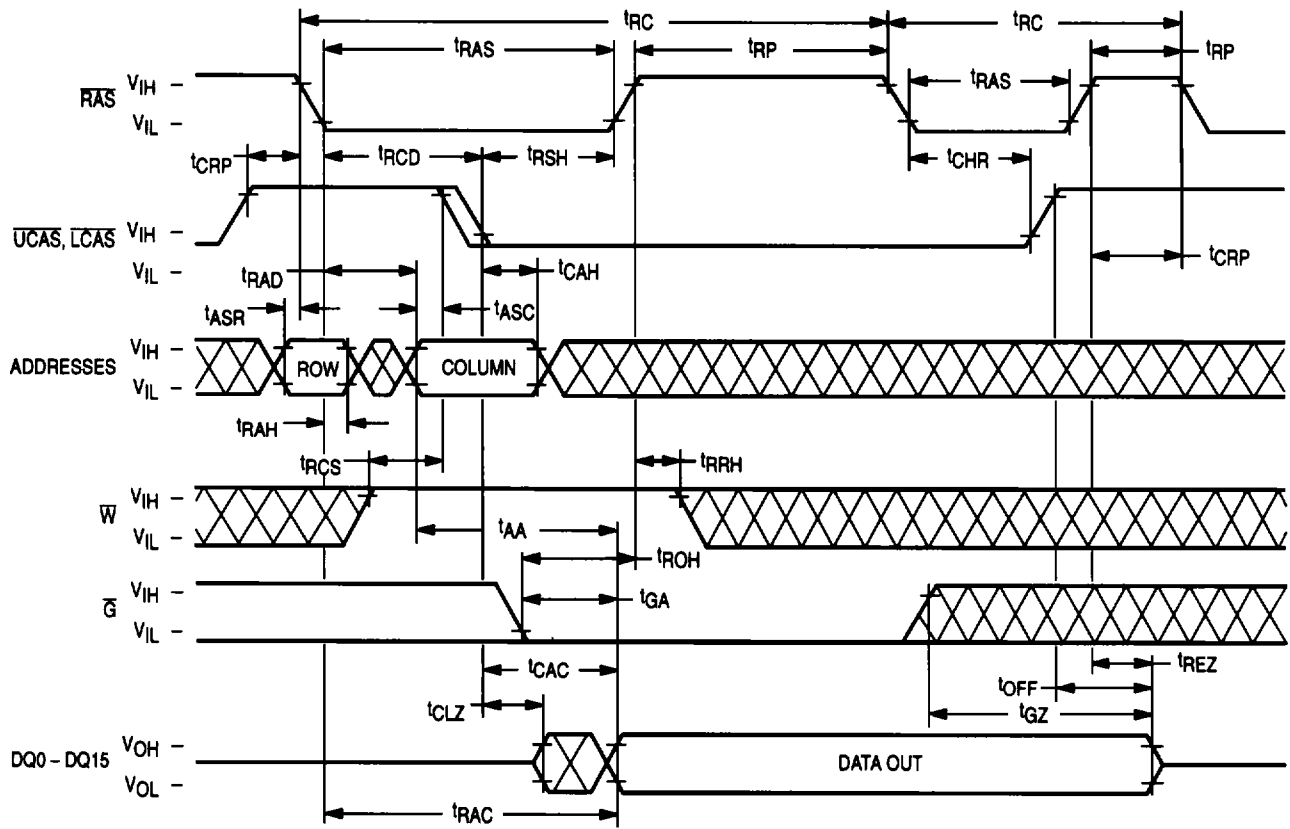 tRC tRC
tRAS tRP tRP
RAS VIH – tRAS
VIL –
tCRP tRCD tRSH tCHR
UCAS, LCAS VIH –
VIL – tRAD tCAH tCRP
tASR tASC
ADDRESSES VIH – ROW COLUMN
VIL –
tRAH
tRCS tRRH
W VIH –
VIL – tAA
tROH
G VIH – tGA
VIL –
tCAC tREZ
tCLZ tOFF
tGZ
DQ0 – DQ15 VOH – DATA OUT
VOL –
tRAC